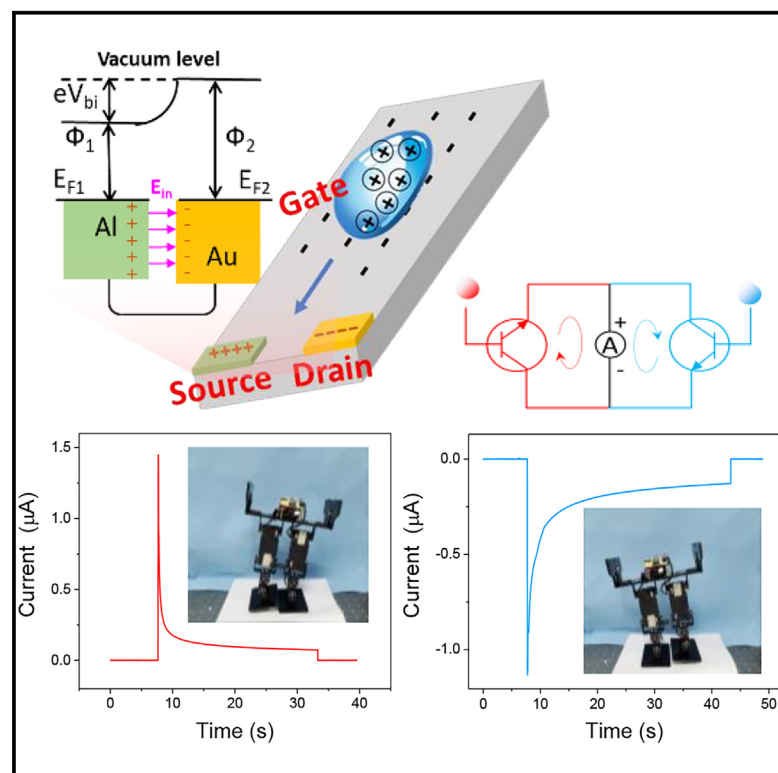 Vacuum level
eV_bi
Φ₁
Φ₂
E_F1
E_in
E_F2
Al
+ -
+ -
+ -
+ -
+ -
Au
Gate
+ +
+ +
+ +
+
++++
----
Source
Drain
A
+
-
1.5
1.0
0.5
0.0
Current (μA)
0
10
20
30
40
Time (s)
0.0
-0.5
-1.0
Current (μA)
0
10
20
30
40
50
Time (s)